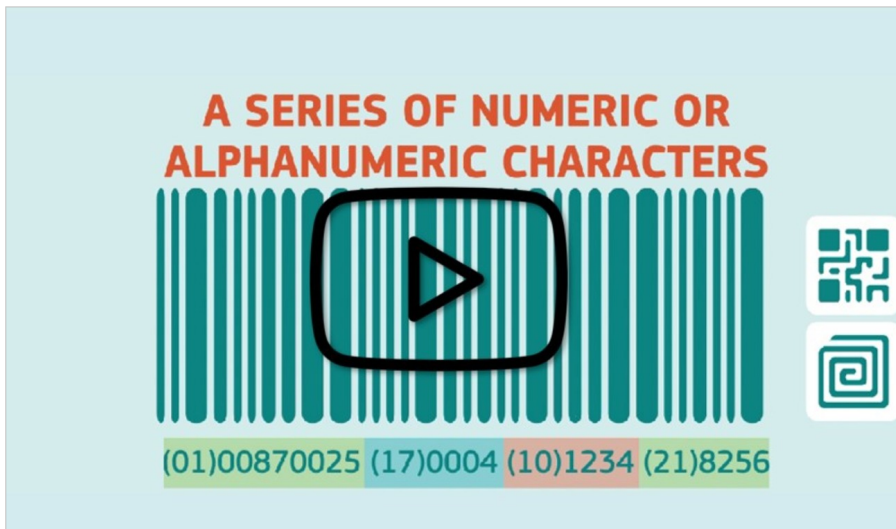 A SERIES OF NUMERIC OR
ALPHANUMERIC CHARACTERS
(01)00870025 (17)0004 (10)1234 (21)8256